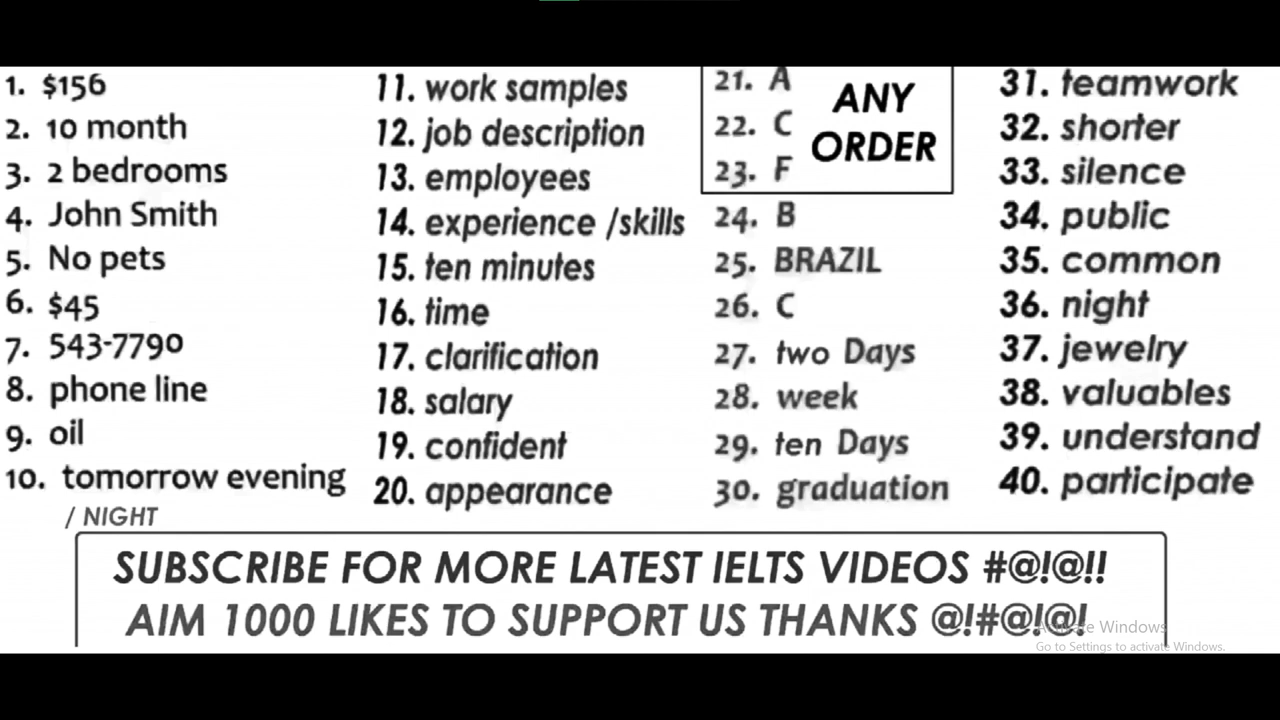 1. $156
2. 10 month
3. 2 bedrooms
4. John Smith
5. No pets
6. $45
7. 543-7790
8. phone line
9. oil
10. tomorrow evening
/ NIGHT
11. work samples
12. job description
13. employees
14. experience /skills
15. ten minutes
16. time
17. clarification
18. salary
19. confident
20. appearance
21. A
22. C
23. F
ANY
ORDER
24. B
25. BRAZIL
26. C
27. two Days
28. week
29. ten Days
30. graduation
31. teamwork
32. shorter
33. silence
34. public
35. common
36. night
37. jewelry
38. valuables
39. understand
40. participate
SUBSCRIBE FOR MORE LATEST IELTS VIDEOS #@!@!!
AIM 1000 LIKES TO SUPPORT US THANKS @!#@!@!
Activate Windows
Go to Settings to activate Windows.